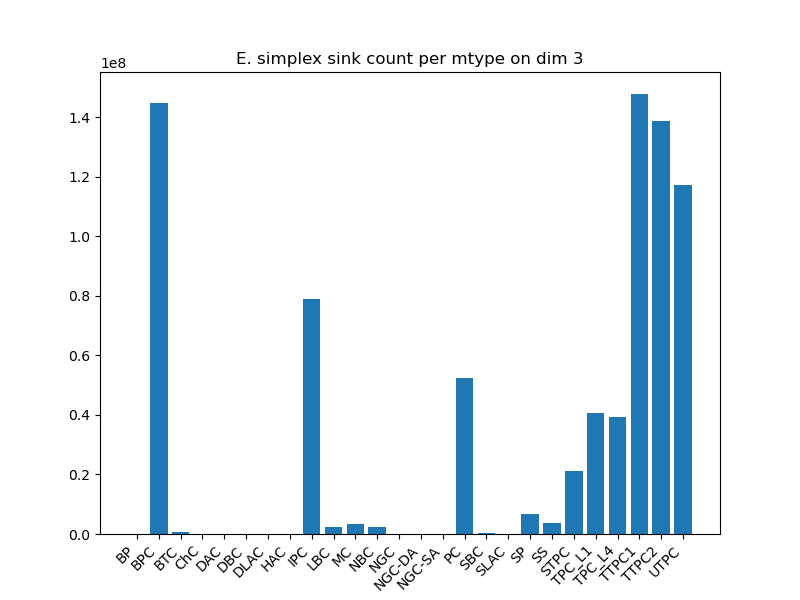 E. simplex sink count per mtype on dim 3
1e8
1.4
1.2
1.0
0.8
0.6
0.4
0.2
0.0
BP
BPC
BTC
ChC
DAC
DBC
DLAC
HAC
IPC
LBC
MC
NBC
NGC
NGC-DA
NGC-SA
PC
SBC
SLAC
SP
SS
STPC
TPC_L1
TPC_L4
TTPC1
TTPC2
UTPC